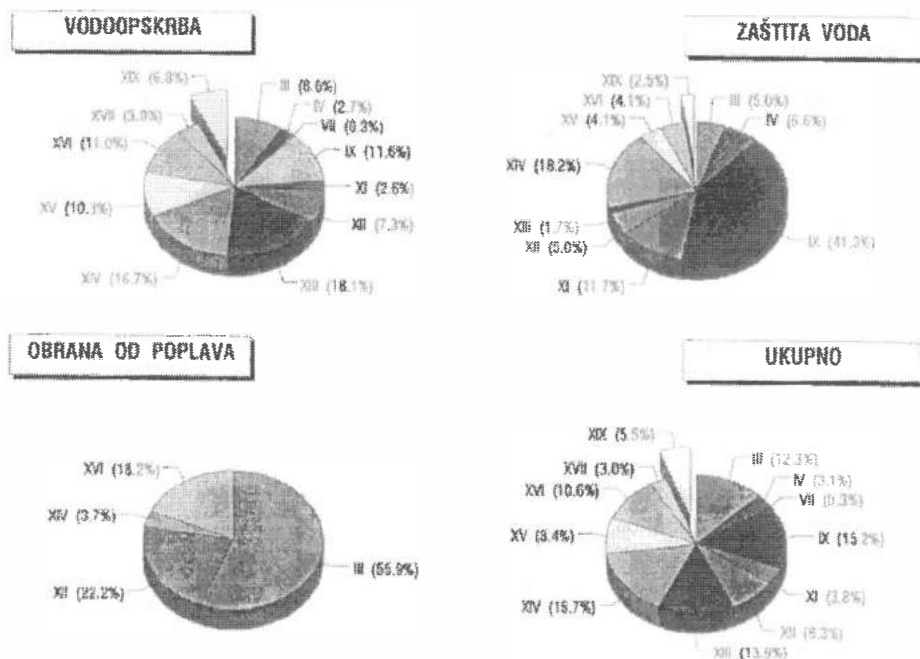 VODOOPSKRBA
XIX (6.8%)
III (6.6%)
IV (2.7%)
VII (0.3%)
IX (11.6%)
XI (2.6%)
XII (7.3%)
XIII (18.1%)
XIV (16.7%)
XV (10.3%)
XVI (11.0%)
XVII
ZAŠTITA VODA
XIX (2.5%)
III (5.0%)
IV (6.6%)
IX (41.3%)
XI (11.7%)
XII (5.0%)
XIII (1.7%)
XIV (18.2%)
XV (4.1%)
XVI (4.1%)
OBRANA OD POPLAVA
XVI (18.2%)
XIV (3.7%)
XII (22.2%)
III (55.9%)
UKUPNO
XIX (5.5%)
III (12.3%)
IV (3.1%)
VII (0.3%)
IX (15.2%)
XI (3.8%)
XII (6.3%)
XIII (13.9%)
XIV (15.7%)
XV
XVI (10.6%)
XVII (3.0%)